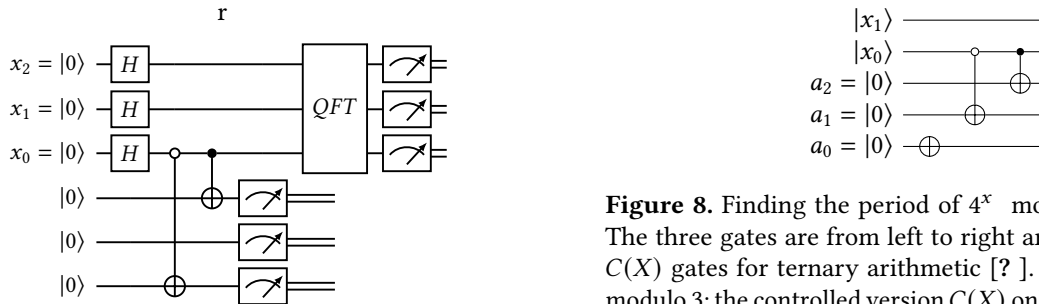 r
x₂ = |0⟩ H
x₁ = |0⟩ H QFT
x₀ = |0⟩ H
|0⟩
|0⟩
|0⟩
|x₁⟩
|x₀⟩
a₂ = |0⟩
a₁ = |0⟩
a₀ = |0⟩
Figure 8. Finding the period of 4ˣ mo
The three gates are from left to right ar
C(X) gates for ternary arithmetic [? ].
modulo 3; the controlled version C(X) on